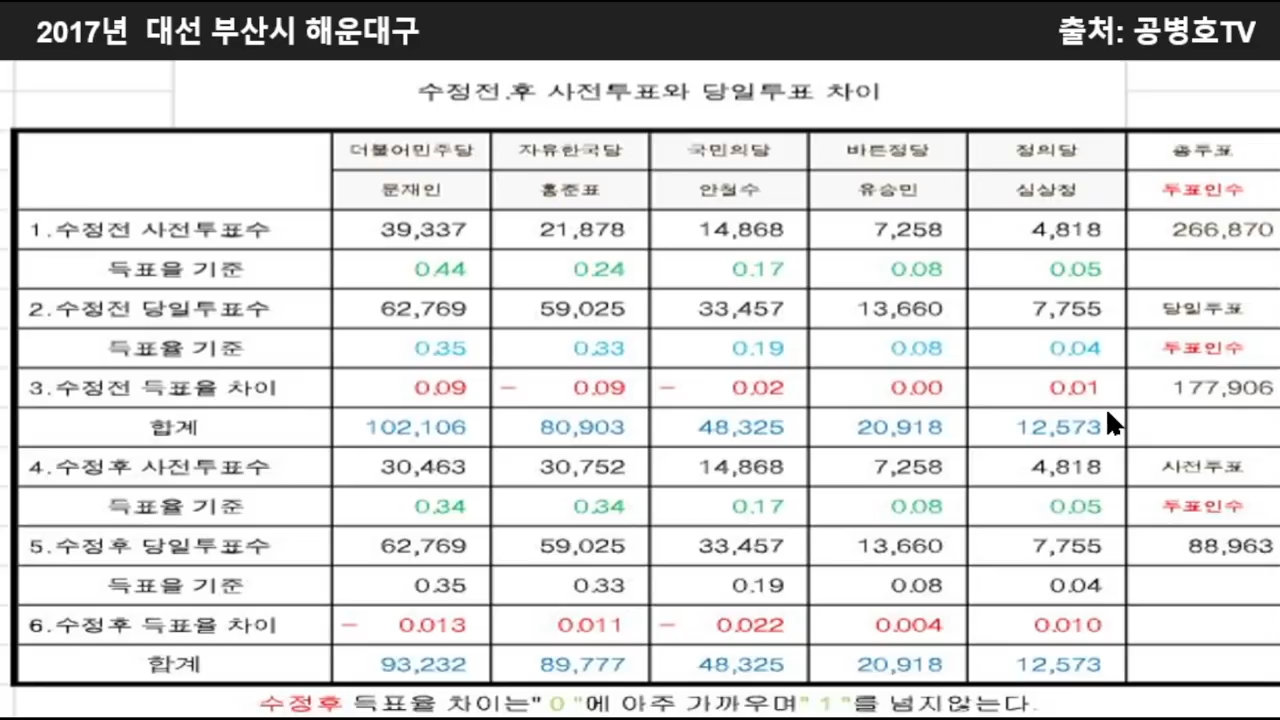 2017년 대선 부산시 해운대구 출처: 공병호TV
수정전.후 사전투표와 당일투표 차이
더불어민주당 자유한국당 국민의당 바른정당 정의당 총투표
문재인 홍준표 안철수 유승민 심상정 투표인수
1.수정전 사전투표수 39,337 21,878 14,868 7,258 4,818 266,870
득표율 기준 0.44 0.24 0.17 0.08 0.05
2.수정전 당일투표수 62,769 59,025 33,457 13,660 7,755 당일투표
득표율 기준 0.35 0.33 0.19 0.08 0.04 투표인수
3.수정전 득표율 차이 0.09 - 0.09 - 0.02 0.00 0.01 177,906
합계 102,106 80,903 48,325 20,918 12,573
4.수정후 사전투표수 30,463 30,752 14,868 7,258 4,818 사전투표
득표율 기준 0.34 0.34 0.17 0.08 0.05 투표인수
5.수정후 당일투표수 62,769 59,025 33,457 13,660 7,755 88,963
득표율 기준 0.35 0.33 0.19 0.08 0.04
6.수정후 득표율 차이 - 0.013 0.011 - 0.022 0.004 0.010
합계 93,232 89,777 48,325 20,918 12,573
수정후 득표율 차이는" 0 "에 아주 가까우며" 1 "를 넘지않는다.